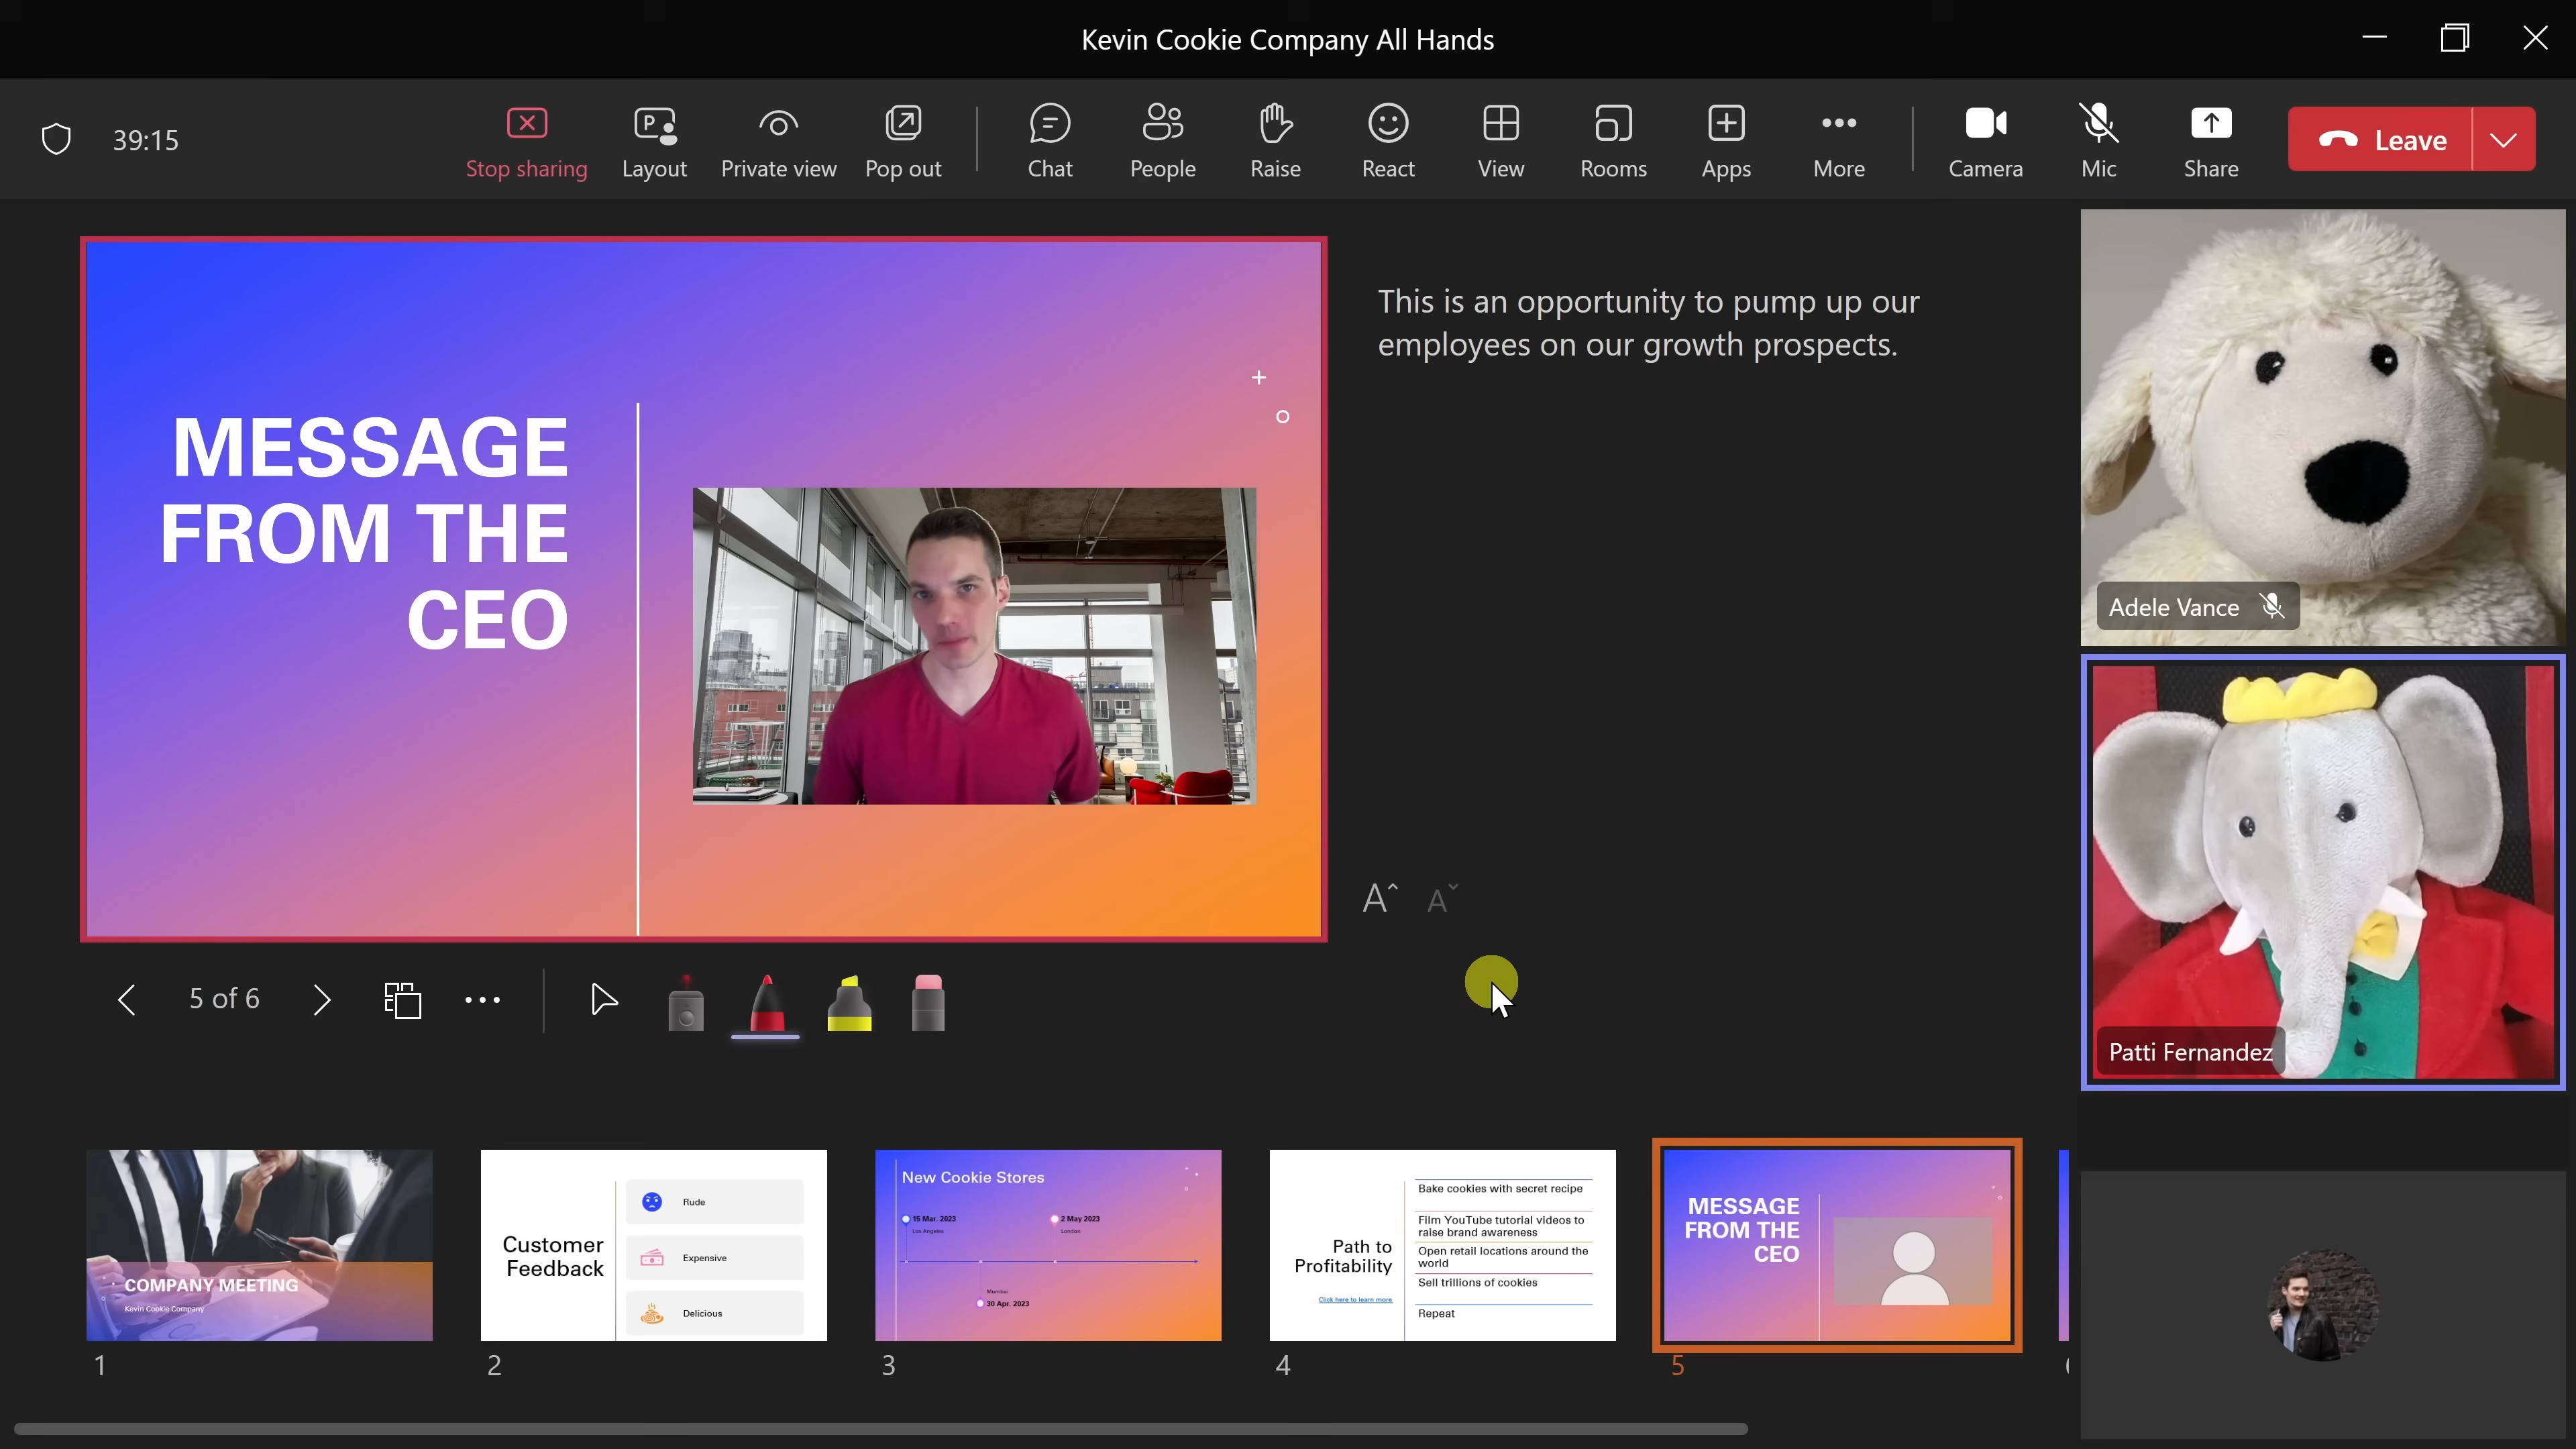 Kevin Cookie Company All Hands
39:15
Stop sharing
Layout
Private view
Pop out
Chat
People
Raise
React
View
Rooms
Apps
More
Camera
Mic
Share
Leave
MESSAGE
FROM THE
CEO
This is an opportunity to pump up our
employees on our growth prospects.
Adele Vance
Patti Fernandez
5 of 6
COMPANY MEETING
Kevin Cookie Company
1
Customer
Feedback
Rude
Expensive
Delicious
2
New Cookie Stores
15 Mar. 2023
Los Angeles
2 May 2023
London
Mumbai
30 Apr. 2023
3
Path to
Profitability
Click here to learn more
Bake cookies with secret recipe
Film YouTube tutorial videos to
raise brand awareness
Open retail locations around the
world
Sell trillions of cookies
Repeat
4
MESSAGE
FROM THE
CEO
5